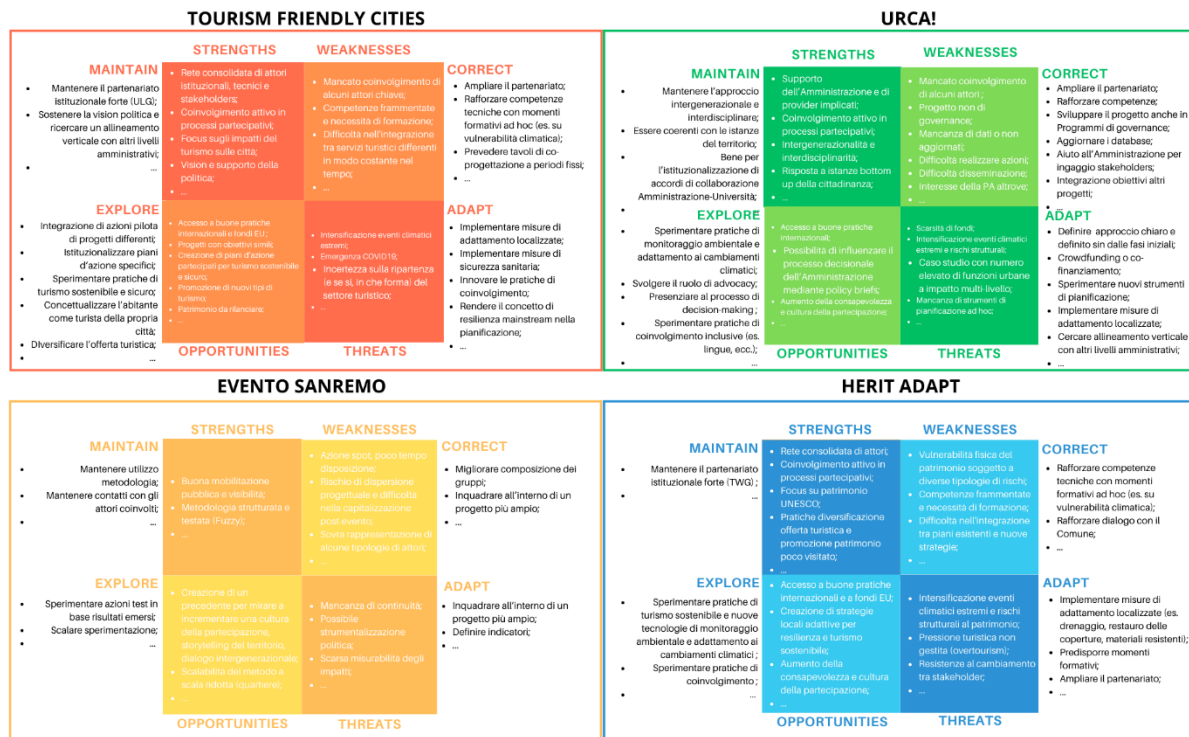 TOURISM FRIENDLY CITIES
STRENGTHS
WEAKNESSES
MAINTAIN
Mantenere il partenariato
istituzionale forte (ULG);
Sostenere la vision politica e
ricercare un allineamento
verticale con altri livelli
amministrativi;
...
Rete consolidata di attori
istituzionali, tecnici e
stakeholders;
Coinvolgimento attivo in
processi partecipativi;
Focus sugli impatti del
turismo sulle città;
Vision e supporto della
politica;
...
Mancato coinvolgimento di
alcuni attori chiave;
Competenze frammentate
e necessità di formazione;
Difficoltà nell'integrazione
tra servizi turistici differenti
in modo costante nel
tempo;
...
CORRECT
Ampliare il partenariato;
Rafforzare competenze
tecniche con momenti
formativi ad hoc (es. su
vulnerabilità climatica);
Prevedere tavoli di co-
progettazione a periodi fissi;
...
EXPLORE
Integrazione di azioni pilota
di progetti differenti;
Istituzionalizzare piani
d'azione specifici;
Sperimentare pratiche di
turismo sostenibile e sicuro;
Concettualizzare l'abitante
come turista della propria
città;
Diversificare l'offerta turistica;
...
Accesso a buone pratiche
internazionali e fondi EU;
Progetti con obiettivi simili;
Creazione di piani d'azione
partecipati per turismo sostenibile
e sicuro;
Promozione di nuovi tipi di
turismo;
Patrimonio da rilanciare;
...
Intensificazione eventi climatici
estremi;
Emergenza COVID19;
Incertezze sulla ripartenza
(e se sì, in che forma) del
settore turistico;
...
ADAPT
Implementare misure di
adattamento localizzate;
Implementare misure di
sicurezza sanitaria;
Innovare le pratiche di
coinvolgimento;
Rendere il concetto di
resilienza mainstream nella
pianificazione;
...
OPPORTUNITIES
THREATS
URCA!
STRENGTHS
WEAKNESSES
MAINTAIN
Mantenere l'approccio
intergenerazionale e
interdisciplinare;
Essere coerenti con le istanze
del territorio;
Bene per
l'istituzionalizazione di
accordi di collaborazione
Amministrazione-Università;
Supporto
dell'Amministrazione e di
provider implicati;
Coinvolgimento attivo in
processi partecipativi;
Intergenerazionalità e
interdisciplinarità;
Risposta a istanze bottom
up della cittadinanza;
...
Mancato coinvolgimento
di alcuni attori ;
Progetto non di
governance;
Mancanza di dati o non
aggiornati;
Difficoltà realizzare azioni;
Difficoltà disseminazione;
Interesse della PA altrove;
...
CORRECT
Ampliare il partenariato;
Rafforzare competenze;
Sviluppare il progetto anche in
Programmi di governance;
Aggiornare i database;
Aiuto all'Amministrazione per
ingaggio stakeholders;
Integrazione obiettivi altri
progetti;
...
EXPLORE
Sperimentare pratiche di
monitoraggio ambientale e
adattamento ai cambiamenti
climatici;
Svolgere il ruolo di advocacy;
Presenziare al processo di
decision-making ;
Sperimentare pratiche di
coinvolgimento inclusive (es.
lingue, ecc.);
...
Accesso a buone pratiche
internazionali;
Possibilità di influenzare il
processo decisionale
dell'Amministrazione
mediante policy briefs;
Aumento della consapevolezza
e cultura della partecipazione;
...
Scarsità di fondi;
Intensificazione eventi climatici
estremi e rischi strutturali;
Caso studio con numero
elevato di funzioni urbane
a impatto multi-livello;
Mancanza di strumenti di
pianificazione ad hoc;
...
ADAPT
Definire approccio chiaro e
definito sin dalle fasi iniziali;
Crowdfunding o co-
finanziamento;
Sperimentare nuovi strumenti
di pianificazione;
Implementare misure di
adattamento localizzate;
Cercare allineamento verticale
con altri livelli amministrativi;
...
OPPORTUNITIES
THREATS
EVENTO SANREMO
STRENGTHS
WEAKNESSES
MAINTAIN
Mantenere utilizzo
metodologia;
Mantenere contatti con gli
attori coinvolti;
...
Buona mobilitazione
pubblica e visibilità;
Metodologia strutturata e
testata (Fuzzy);
...
Azione spot, poco tempo
disposizione;
Rischio di dispersione
progettuale e difficoltà
nella capitalizzazione
post-evento;
Sovra rappresentazione di
alcune tipologie di attori;
...
CORRECT
Migliorare composizione dei
gruppi;
Inquadrare all'interno di un
progetto più ampio;
...
EXPLORE
Sperimentare azioni test in
base risultati emersi;
Scalare sperimentazione;
...
Creazione di un
precedente per mirare a
incrementare una cultura
della partecipazione,
storytelling del territorio,
dialogo intergenerazionale;
Scalabilità del metodo a
scala ridotta (quartiere);
...
Mancanza di continuità;
Possibile
strumentalizzazione
politica;
Scarsa misurabilità degli
impatti;
...
ADAPT
Inquadrare all'interno di un
progetto più ampio;
Definire indicatori;
...
OPPORTUNITIES
THREATS
HERIT ADAPT
STRENGTHS
WEAKNESSES
MAINTAIN
Mantenere il partenariato
istituzionale forte (TWG) ;
...
Rete consolidata di attori;
Coinvolgimento attivo in
processi partecipativi;
Focus su patrimonio
UNESCO;
Pratiche diversificazione
offerta turistica e
promozione patrimonio
poco visitato;
...
Vulnerabilità fisica del
patrimonio soggetto a
diverse tipologie di rischi;
Competenze frammentate
e necessità di formazione;
Difficoltà nell'integrazione
tra piani esistenti e nuove
strategie;
...
CORRECT
Rafforzare competenze
tecniche con momenti
formativi ad hoc (es. su
vulnerabilità climatica);
Rafforzare dialogo con il
Comune;
...
EXPLORE
Sperimentare pratiche di
turismo sostenibile e nuove
tecnologie di monitoraggio
ambientale e adattamento ai
cambiamenti climatici ;
Sperimentare pratiche di
coinvolgimento ;
...
Accesso a buone pratiche
internazionali e a fondi EU;
Creazione di strategie
locali adattive per
resilienza e turismo
sostenibile;
Aumento della
consapevolezza e cultura
della partecipazione;
...
Intensificazione eventi
climatici estremi e rischi
strutturali al patrimonio;
Pressione turistica non
gestita (overtourism);
Resistenze al cambiamento
tra stakeholder;
...
ADAPT
Implementare misure di
adattamento localizzate (es.
drenaggio, restauro delle
coperture, materiali resistenti);
Predisporre momenti
formativi;
Ampliare il partenariato;
...
OPPORTUNITIES
THREATS